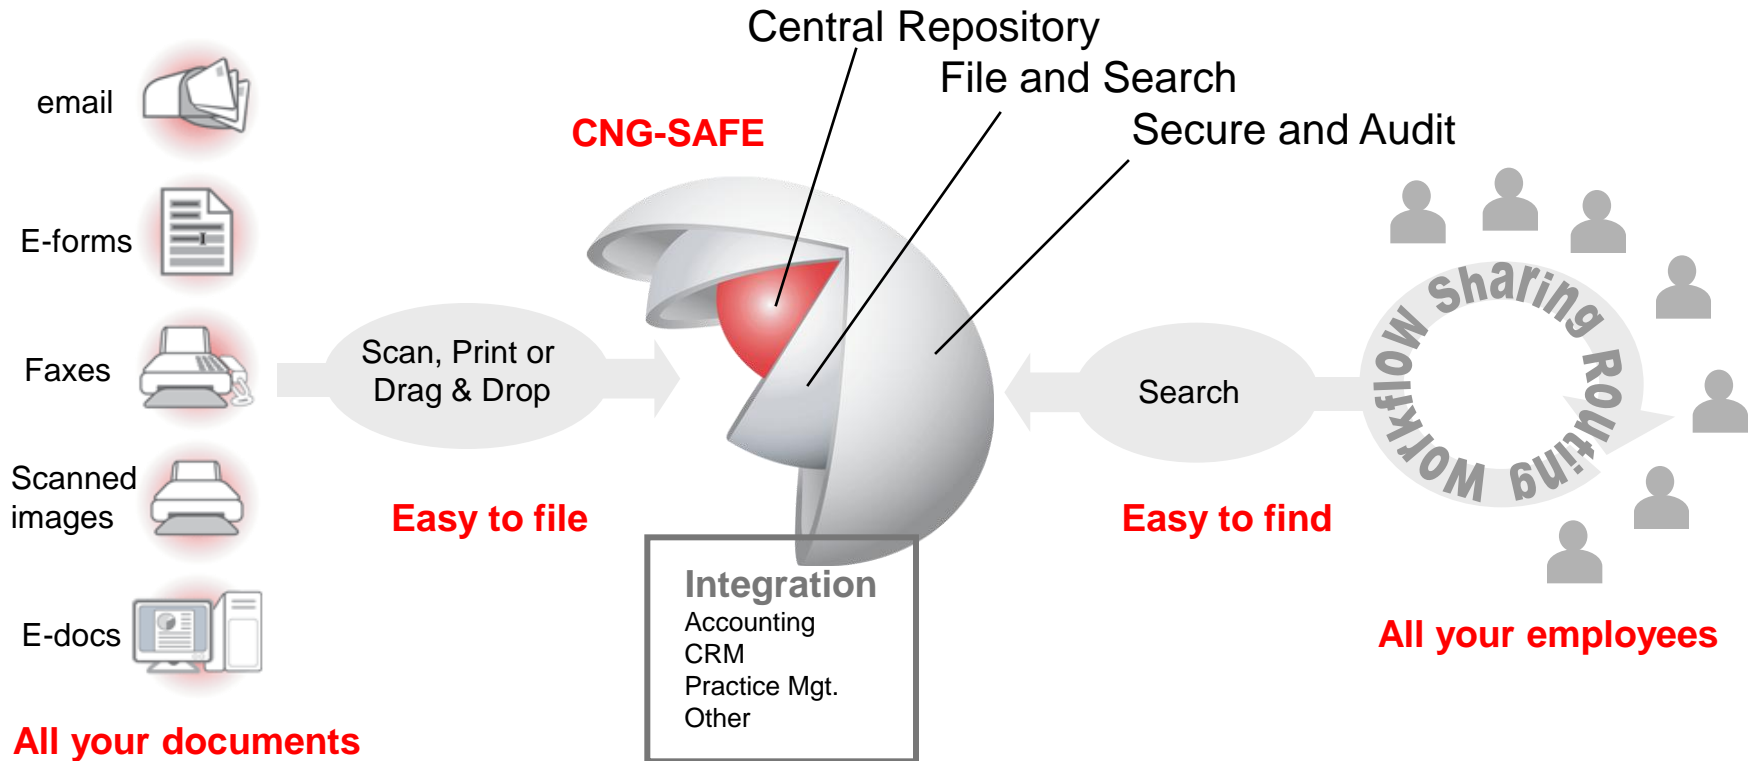 Central Repository
File and Search
Secure and Audit
CNG-SAFE
email
E-forms
Faxes
Scanned
images
E-docs
All your documents
Scan, Print or
Drag & Drop
Easy to file
Integration
Accounting
CRM
Practice Mgt.
Other
Search
Easy to find
Workflow Sharing Routing
All your employees